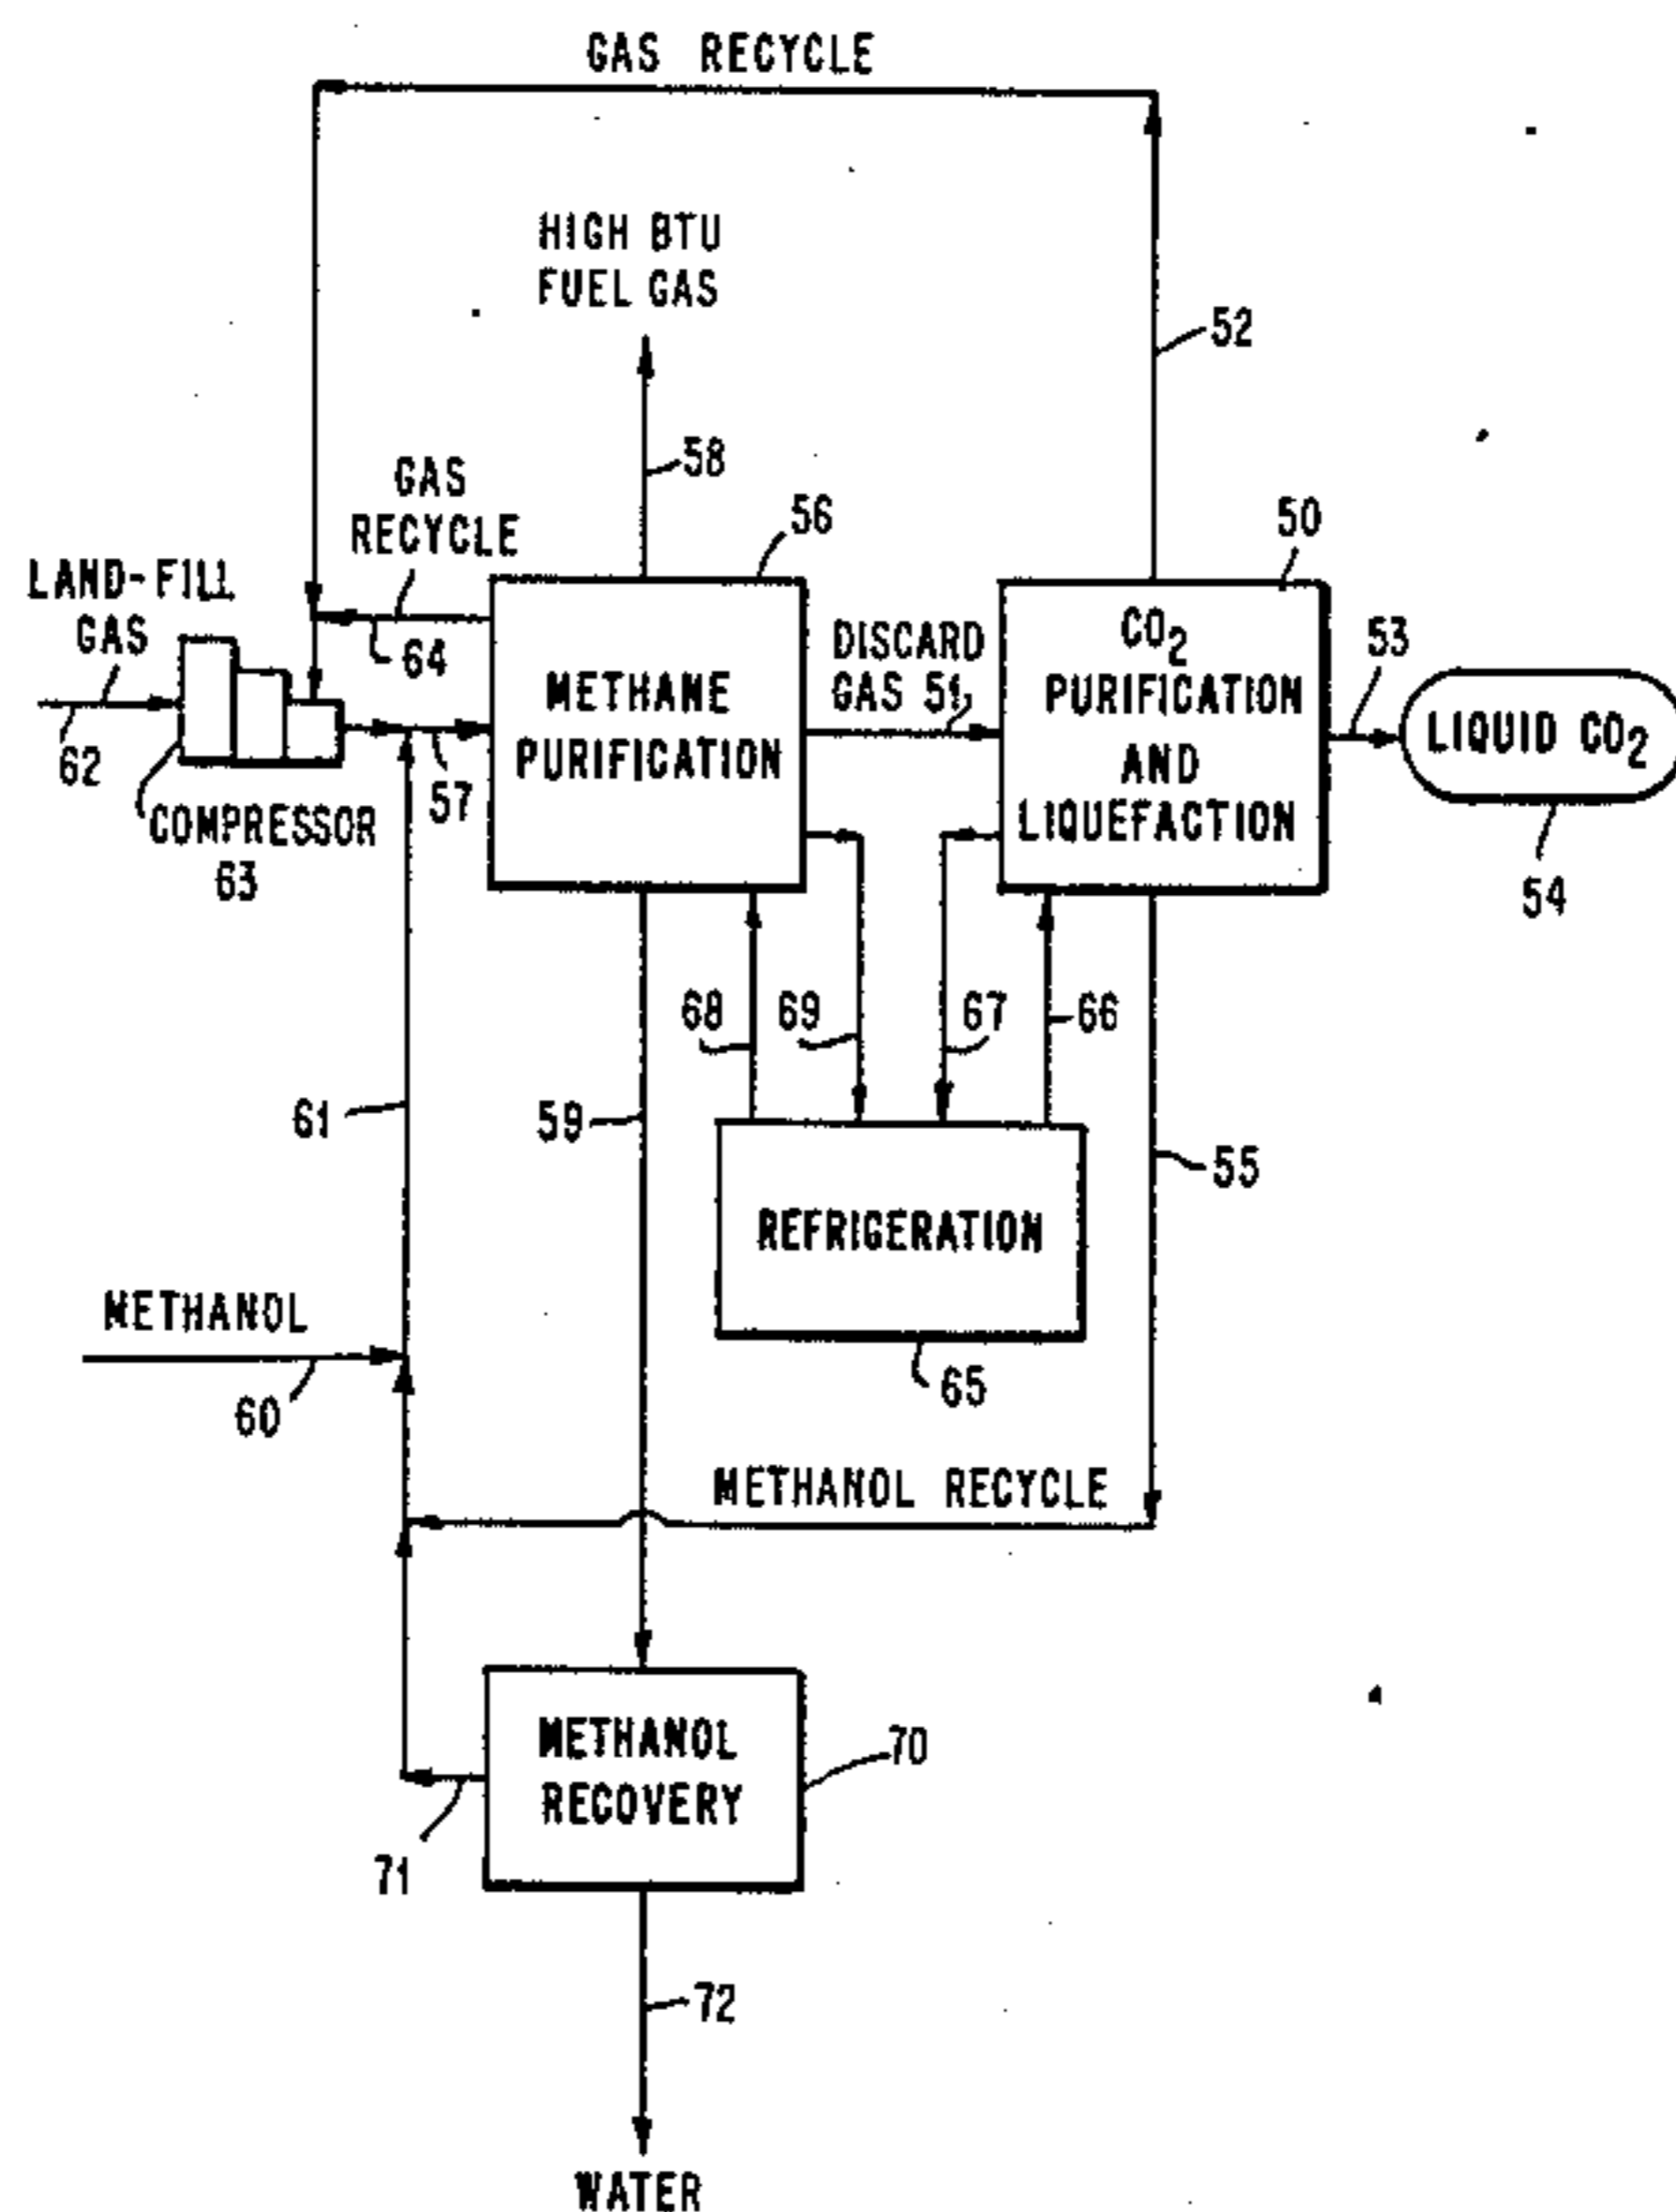 GAS RECYCLE
HIGH BTU
FUEL GAS
52
58
GAS
RECYCLE
56
50
LAND-FILL
GAS
64
DISCARD
GAS 51
CO2
PURIFICATION
AND
LIQUEFACTION
53
METHANE
PURIFICATION
LIQUID CO2
62
57
COMPRESSOR
63
54
68
69
67
66
61
59
55
REFRIGERATION
METHANOL
60
65
METHANOL RECYCLE
METHANOL
RECOVERY
70
71
72
WATER